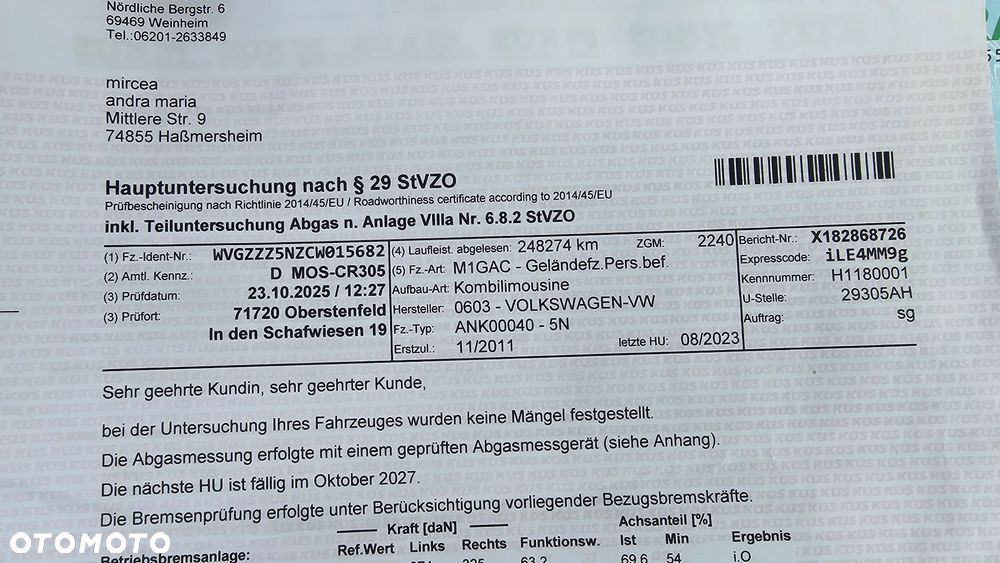 Nördliche Bergstr. 6
69469 Weinheim
Tel.:06201-2633849
mircea
andra maria
Mittlere Str. 9
74855 Haßmersheim
Hauptuntersuchung nach § 29 StVZO
Prüfbescheinigung nach Richtlinie 2014/45/EU / Roadworthiness certificate according to 2014/45/EU
inkl. Teiluntersuchung Abgas n. Anlage VIIIa Nr. 6.8.2 StVZO
(1) Fz.-Ident-Nr.: WVGZZZ5NZCW015682
(2) Amtl. Kennz.: D MOS-CR305
(3) Prüfdatum: 23.10.2025 / 12:27
(3) Prüfort: 71720 Oberstenfeld
In den Schafwiesen 19
(4) Laufleist. abgelesen: 248274 km ZGM: 2240
(5) Fz.-Art: M1GAC - Geländefz.Pers.bef.
Aufbau-Art: Kombilimousine
Hersteller: 0603 - VOLKSWAGEN-VW
Fz.-Typ: ANK00040 - 5N
Erstzul.: 11/2011 letzte HU: 08/2023
Bericht-Nr.: X182868726
Expresscode: iLE4MM9g
Kennnummer: H1180001
U-Stelle: 29305AH
Auftrag: sg
Sehr geehrte Kundin, sehr geehrter Kunde,
bei der Untersuchung Ihres Fahrzeuges wurden keine Mängel festgestellt.
Die Abgasmessung erfolgte mit einem geprüften Abgasmessgerät (siehe Anhang).
Die nächste HU ist fällig im Oktober 2027.
Die Bremsenprüfung erfolgte unter Berücksichtigung vorliegender Bezugsbremskräfte.
Kraft [daN] Achsanteil [%]
Ref.Wert Links Rechts Funktionsw. Ist Min Ergebnis
Betriebsbremsanlage: 63,2 69,6 54 i.O
OTOMOTO